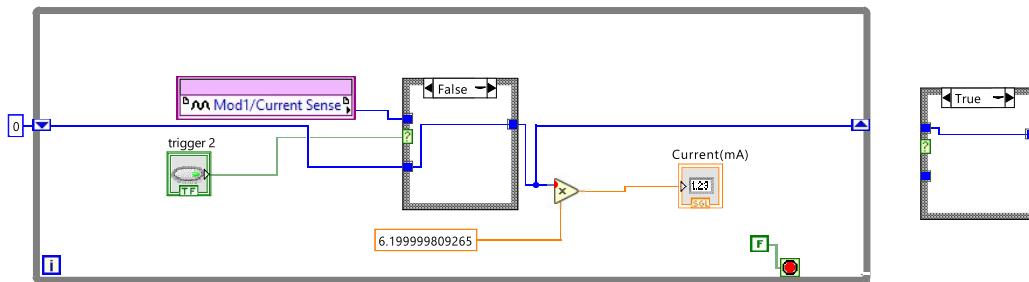 False
True
Mod1/Current Sense
0
?
?
trigger 2
TF
Current(mA)
1.23
SGL
×
6.199999809265
F
i